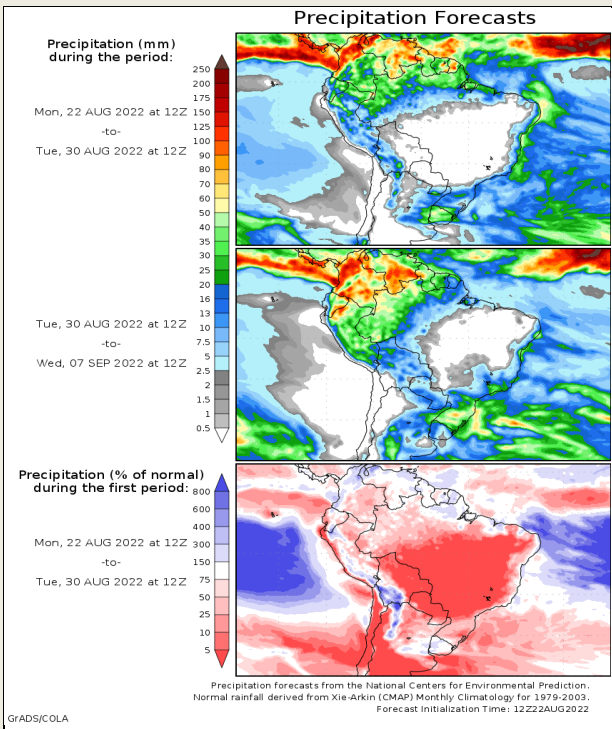 Precipitation Forecasts
Precipitation (mm)
during the period:
Mon, 22 AUG 2022 at 12Z
-to-
Tue, 30 AUG 2022 at 12Z
250
200
175
150
125
100
90
80
70
60
50
40
35
30
25
20
16
13
10
7.5
5
2.5
2
1.5
1
0.5
Tue, 30 AUG 2022 at 12Z
-to-
Wed, 07 SEP 2022 at 12Z
Precipitation (% of normal)
during the first period:
Mon, 22 AUG 2022 at 12Z
-to-
Tue, 30 AUG 2022 at 12Z
800
600
400
300
150
75
50
25
10
5
Precipitation forecasts from the National Centers for Environmental Prediction.
Normal rainfall derived from Xie-Arkin (CMAP) Monthly Climatology for 1979-2003.
Forecast Initialization Time: 12Z22AUG2022
GrADS/COLA